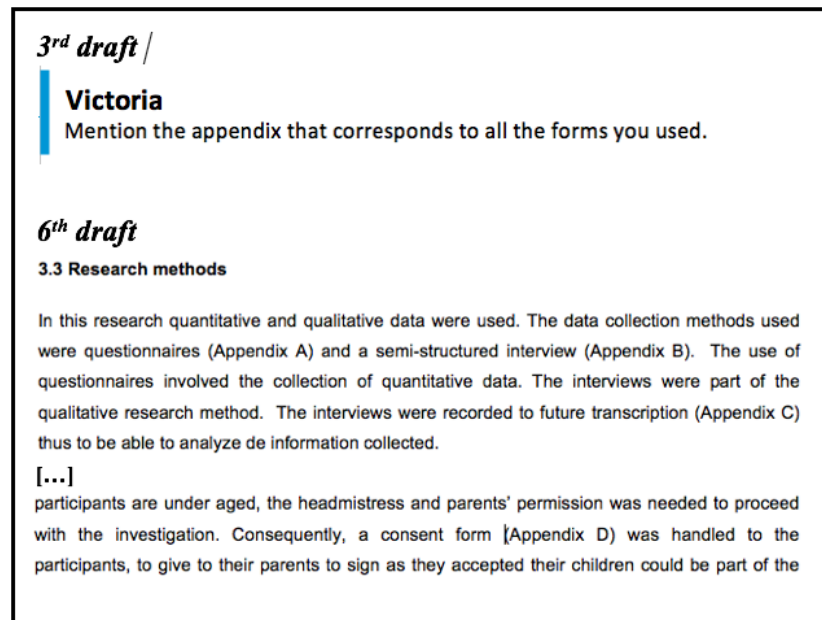 3rd draft
Victoria
Mention the appendix that corresponds to all the forms you used.
6th draft
3.3 Research methods
In this research quantitative and qualitative data were used. The data collection methods used
were questionnaires (Appendix A) and a semi-structured interview (Appendix B). The use of
questionnaires involved the collection of quantitative data. The interviews were part of the
qualitative research method. The interviews were recorded to future transcription (Appendix C)
thus to be able to analyze de information collected.
[...]
participants are under aged, the headmistress and parents' permission was needed to proceed
with the investigation. Consequently, a consent form (Appendix D) was handled to the
participants, to give to their parents to sign as they accepted their children could be part of the